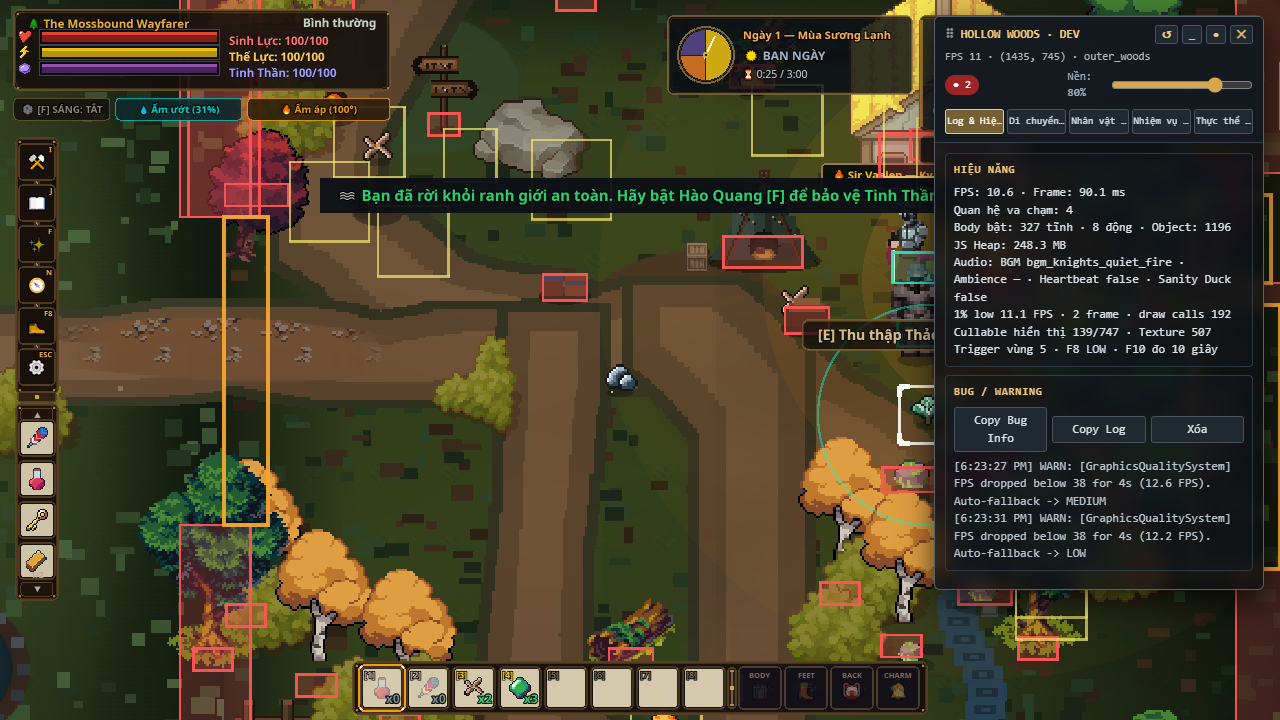 The Mossbound Wayfarer
Bình thường
Sinh Lực: 100/100
Thể Lực: 100/100
Tinh Thần: 100/100
[F] SÁNG: TẮT
Ẩm ướt (31%)
Ấm áp (100°)
Ngày 1 — Mùa Sương Lạnh
BAN NGÀY
0:25 / 3:00
Bạn đã rời khỏi ranh giới an toàn. Hãy bật Hào Quang [F] để bảo vệ Tinh Thần
[E] Thu thập Thảo
I
J
F
N
F8
ESC
[1]
x0
[2]
x0
[3]
x2
[4]
x3
[5]
[6]
[7]
[8]
BODY
FEET
BACK
CHARM
HOLLOW WOODS · DEV
FPS 11 · (1435, 745) · outer_woods
2
Nền:
80%
Log & Hiệ…
Di chuyển…
Nhân vật …
Nhiệm vụ …
Thực thể …
HIỆU NĂNG
FPS: 10.6 · Frame: 90.1 ms
Quan hệ va chạm: 4
Body bật: 327 tĩnh · 8 động · Object: 1196
JS Heap: 248.3 MB
Audio: BGM bgm_knights_quiet_fire ·
Ambience — · Heartbeat false · Sanity Duck
false
1% low 11.1 FPS · 2 frame · draw calls 192
Cullable hiển thị 139/747 · Texture 507
Trigger vùng 5 · F8 LOW · F10 đo 10 giây
BUG / WARNING
Copy Bug
Info
Copy Log
Xóa
[6:23:27 PM] WARN: [GraphicsQualitySystem]
FPS dropped below 38 for 4s (12.6 FPS).
Auto-fallback -> MEDIUM
[6:23:31 PM] WARN: [GraphicsQualitySystem]
FPS dropped below 38 for 4s (12.2 FPS).
Auto-fallback -> LOW